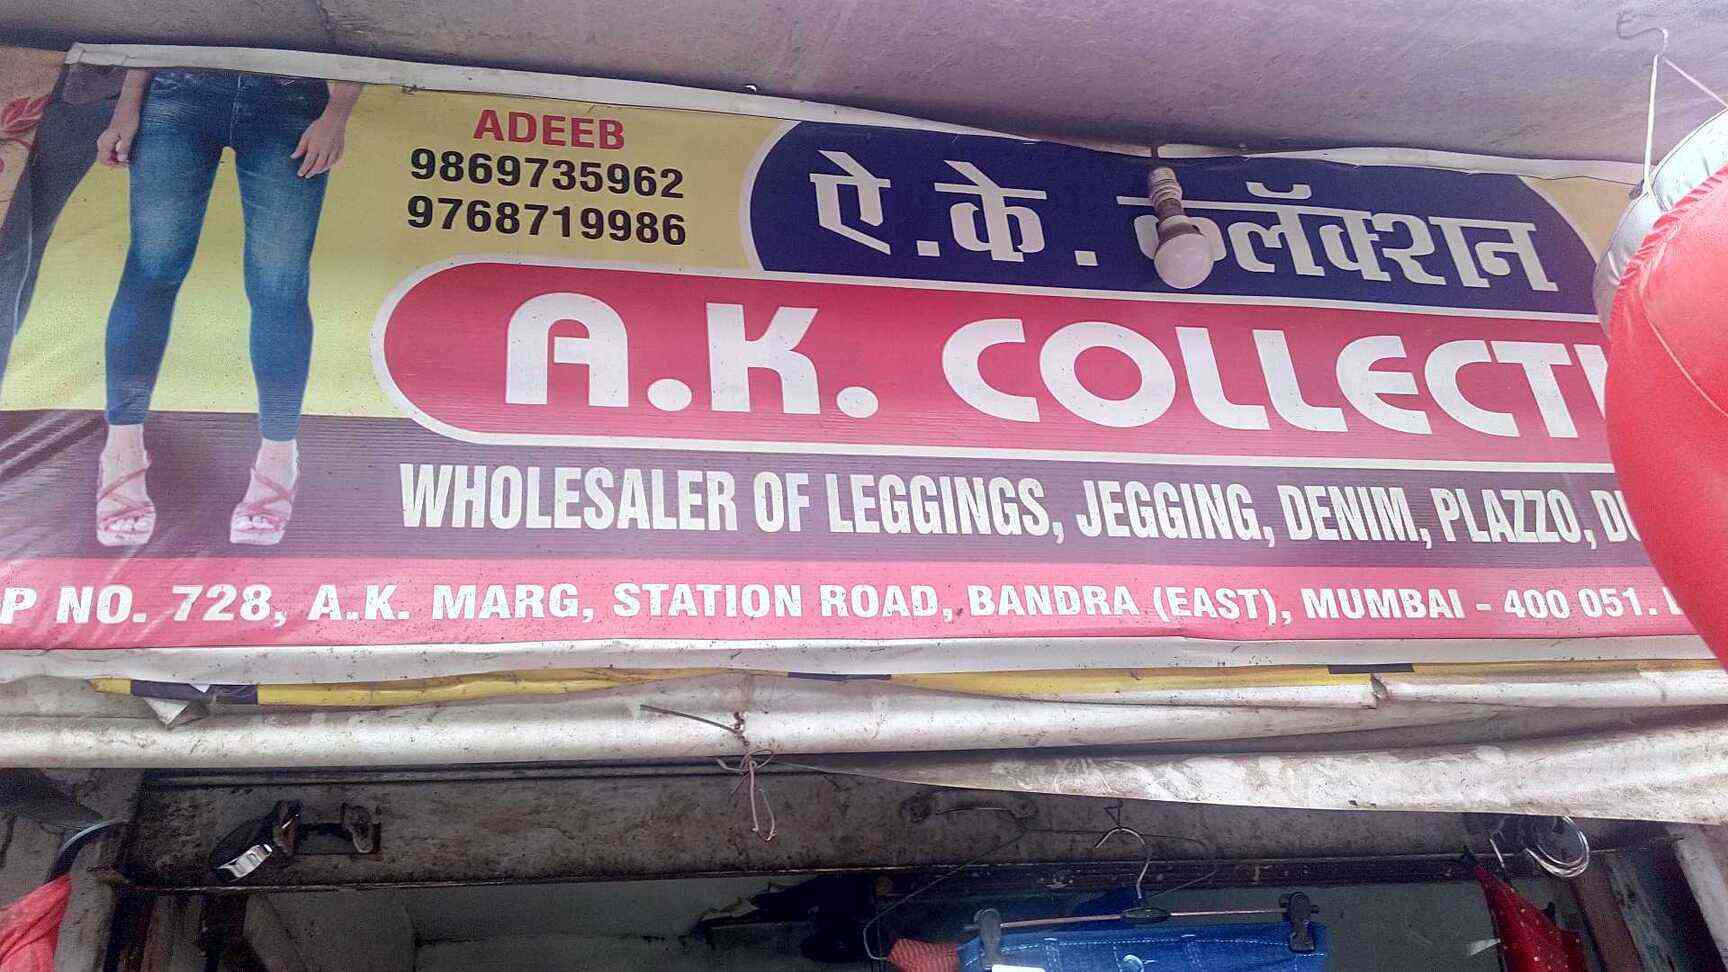 ADEEB
9869735962
9768719986
ऐ.के. कलॅक्शन
A.K. COLLECTI
WHOLESALER OF LEGGINGS, JEGGING, DENIM, PLAZZO,
P NO. 728, A.K. MARG, STATION ROAD, BANDRA (EAST), MUMBAI - 400 051.